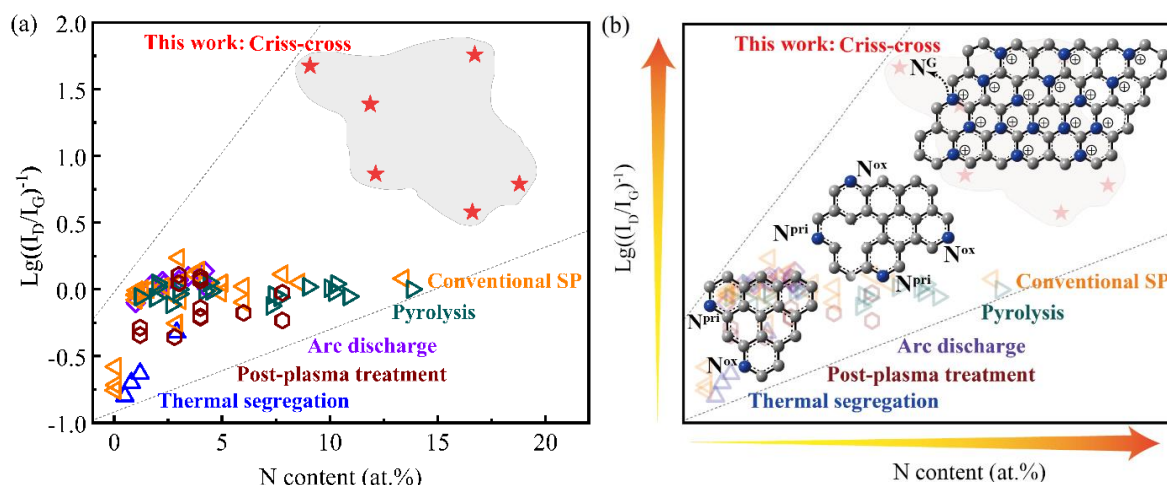 (a)
This work: Criss-cross
2.0
1.5
1.0
0.5
0.0
-0.5
-1.0
Lg((I_D/I_G)^-1)
Conventional SP
Pyrolysis
Arc discharge
Post-plasma treatment
Thermal segregation
0
5
10
15
20
N content (at.%)
(b)
This work: Criss-cross
N^G
N^ox
N^pri
N^ox
N^pri
N^pri
N^ox
Lg((I_D/I_G)^-1)
Conventional SP
Pyrolysis
Arc discharge
Post-plasma treatment
Thermal segregation
N content (at.%)